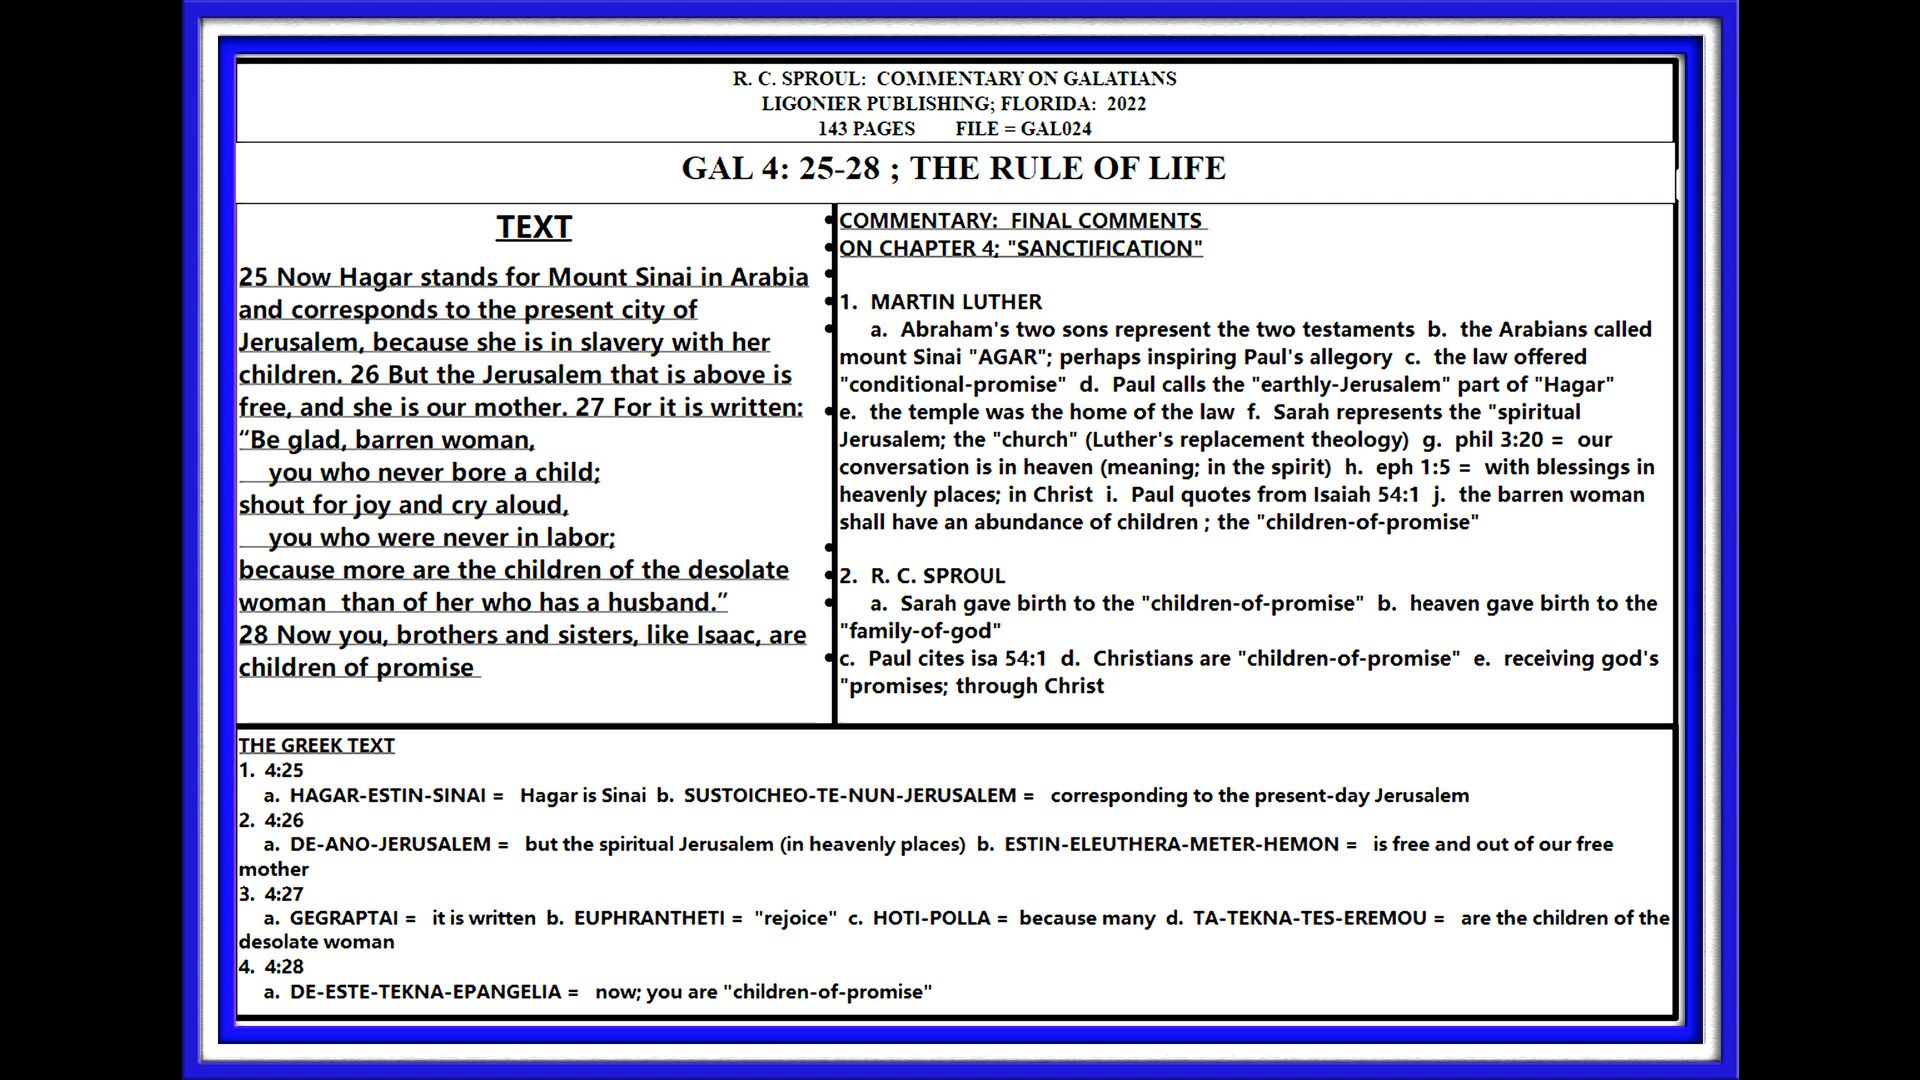 R. C. SPROUL:  COMMENTARY ON GALATIANS
LIGONIER PUBLISHING; FLORIDA:  2022
143 PAGES        FILE = GAL024
GAL 4: 25-28 ; THE RULE OF LIFE
TEXT
25 Now Hagar stands for Mount Sinai in Arabia
and corresponds to the present city of
Jerusalem, because she is in slavery with her
children. 26 But the Jerusalem that is above is
free, and she is our mother. 27 For it is written:
“Be glad, barren woman,
you who never bore a child;
shout for joy and cry aloud,
you who were never in labor;
because more are the children of the desolate
woman  than of her who has a husband.”
28 Now you, brothers and sisters, like Isaac, are
children of promise
• COMMENTARY:  FINAL COMMENTS
• ON CHAPTER 4; "SANCTIFICATION"
•
• 1.  MARTIN LUTHER
• a.  Abraham's two sons represent the two testaments  b.  the Arabians called
mount Sinai "AGAR"; perhaps inspiring Paul's allegory  c.  the law offered
"conditional-promise"  d.  Paul calls the "earthly-Jerusalem" part of "Hagar"
• e.  the temple was the home of the law  f.  Sarah represents the "spiritual
Jerusalem; the "church" (Luther's replacement theology)  g.  phil 3:20 =  our
conversation is in heaven (meaning; in the spirit)  h.  eph 1:5 =  with blessings in
heavenly places; in Christ  i.  Paul quotes from Isaiah 54:1  j.  the barren woman
shall have an abundance of children ; the "children-of-promise"
•
• 2.  R. C. SPROUL
• a.  Sarah gave birth to the "children-of-promise"  b.  heaven gave birth to the
"family-of-god"
• c.  Paul cites isa 54:1  d.  Christians are "children-of-promise"  e.  receiving god's
"promises; through Christ
THE GREEK TEXT
1.  4:25
a.  HAGAR-ESTIN-SINAI =   Hagar is Sinai  b.  SUSTOICHEO-TE-NUN-JERUSALEM =   corresponding to the present-day Jerusalem
2.  4:26
a.  DE-ANO-JERUSALEM =   but the spiritual Jerusalem (in heavenly places)  b.  ESTIN-ELEUTHERA-METER-HEMON =   is free and out of our free
mother
3.  4:27
a.  GEGRAPTAI =   it is written  b.  EUPHRANTHETI =  "rejoice"  c.  HOTI-POLLA =  because many  d.  TA-TEKNA-TES-EREMOU =   are the children of the
desolate woman
4.  4:28
a.  DE-ESTE-TEKNA-EPANGELIA =   now; you are "children-of-promise"